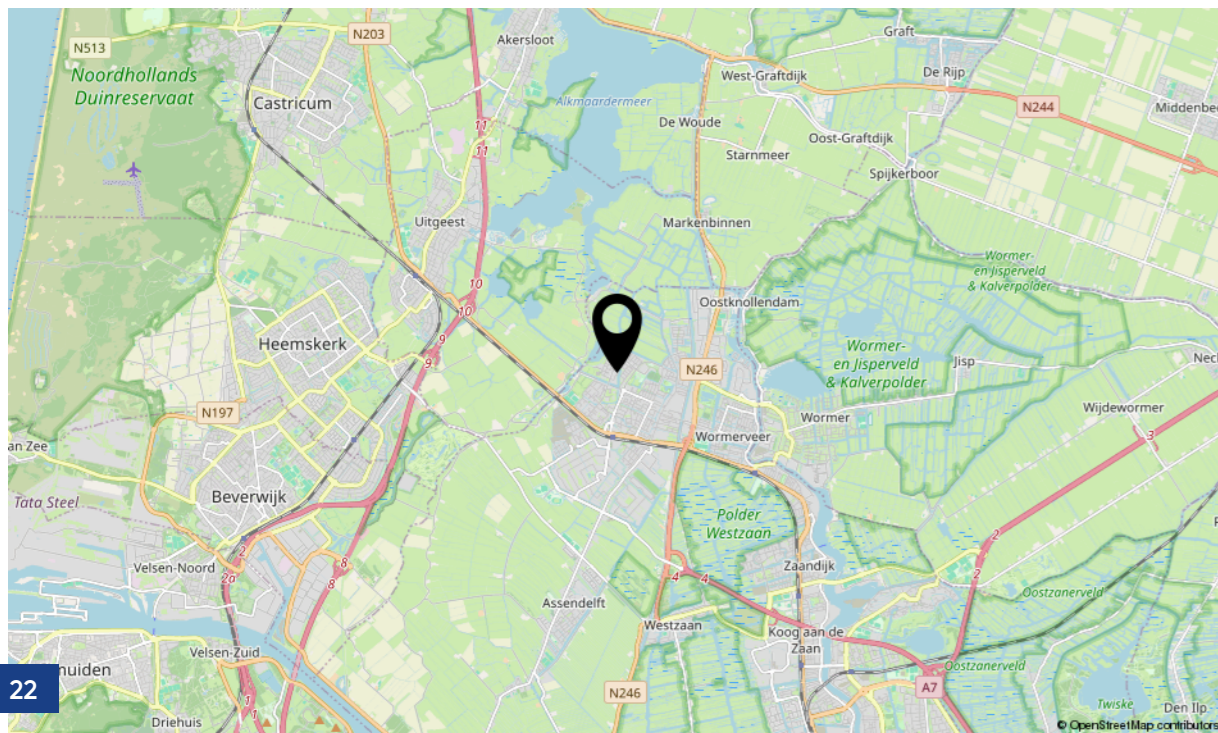 N203
Akersloot
Graft
N513
Noordhollands
Duinreservaat
West-Graftdijk
De Rijp
Castricum
Alkmaardermeer
N244
Middenbee
De Woude
11
Oost-Graftdijk
11
Starnmeer
Spijkerboor
Uitgeest
Markenbinnen
Wormer-
en Jisperveld
& Kalverpolder
10
Oostknollendam
10
Heemskerk
9
Wormer-
en Jisperveld
& Kalverpolder
9
Jisp
Nec
N246
N197
Wijdewormer
Wormer
Wormerveer
3
an Zee
Beverwijk
Tata Steel
Polder
Westzaan
2
2
Velsen-Noord
8
Zaandijk
2a
8
4
4
2
Oostzanerveld
Assendelft
Westzaan
Koog aan de
Zaan
Velsen-Zuid
muiden
Oostzanerveld
22
N246
A7
1
1
Twiske
Den Ilp
Driehuis
© OpenStreetMap contributors